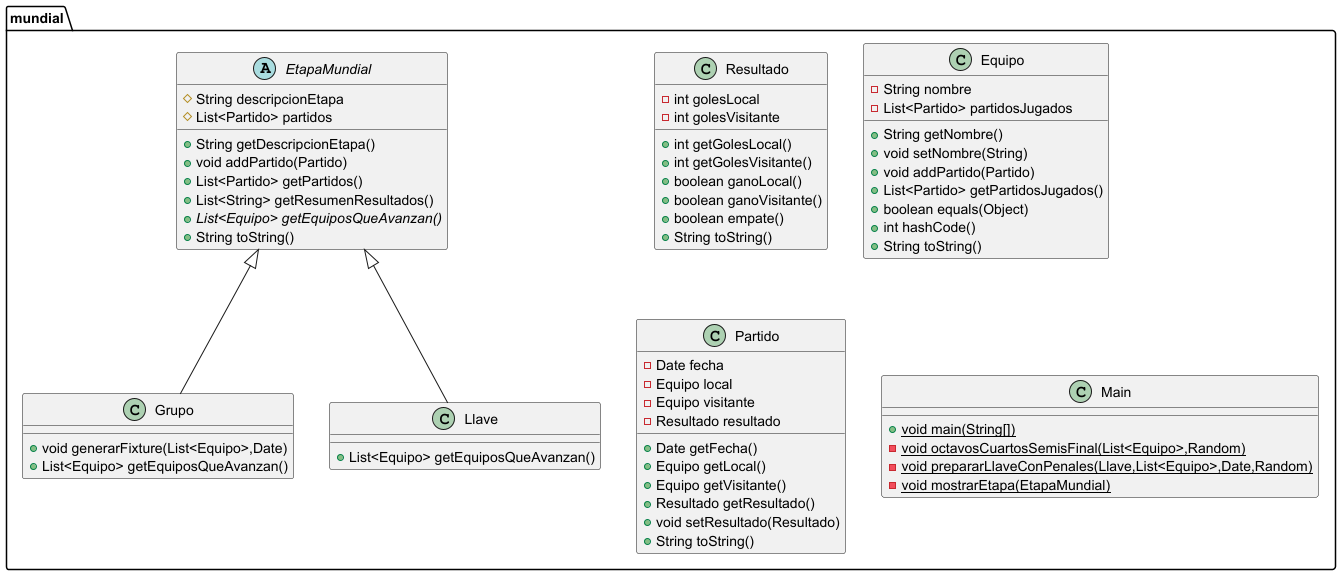 mundial
A EtapaMundial
String descripcionEtapa
List<Partido> partidos
String getDescripcionEtapa()
void addPartido(Partido)
List<Partido> getPartidos()
List<String> getResumenResultados()
List<Equipo> getEquiposQueAvanzan()
String toString()
C Resultado
int golesLocal
int golesVisitante
int getGolesLocal()
int getGolesVisitante()
boolean ganoLocal()
boolean ganoVisitante()
boolean empate()
String toString()
C Equipo
String nombre
List<Partido> partidosJugados
String getNombre()
void setNombre(String)
void addPartido(Partido)
List<Partido> getPartidosJugados()
boolean equals(Object)
int hashCode()
String toString()
C Grupo
void generarFixture(List<Equipo>,Date)
List<Equipo> getEquiposQueAvanzan()
C Llave
List<Equipo> getEquiposQueAvanzan()
C Partido
Date fecha
Equipo local
Equipo visitante
Resultado resultado
Date getFecha()
Equipo getLocal()
Equipo getVisitante()
Resultado getResultado()
void setResultado(Resultado)
String toString()
C Main
void main(String[])
void octavosCuartosSemisFinal(List<Equipo>,Random)
void prepararLlaveConPenales(Llave,List<Equipo>,Date,Random)
void mostrarEtapa(EtapaMundial)